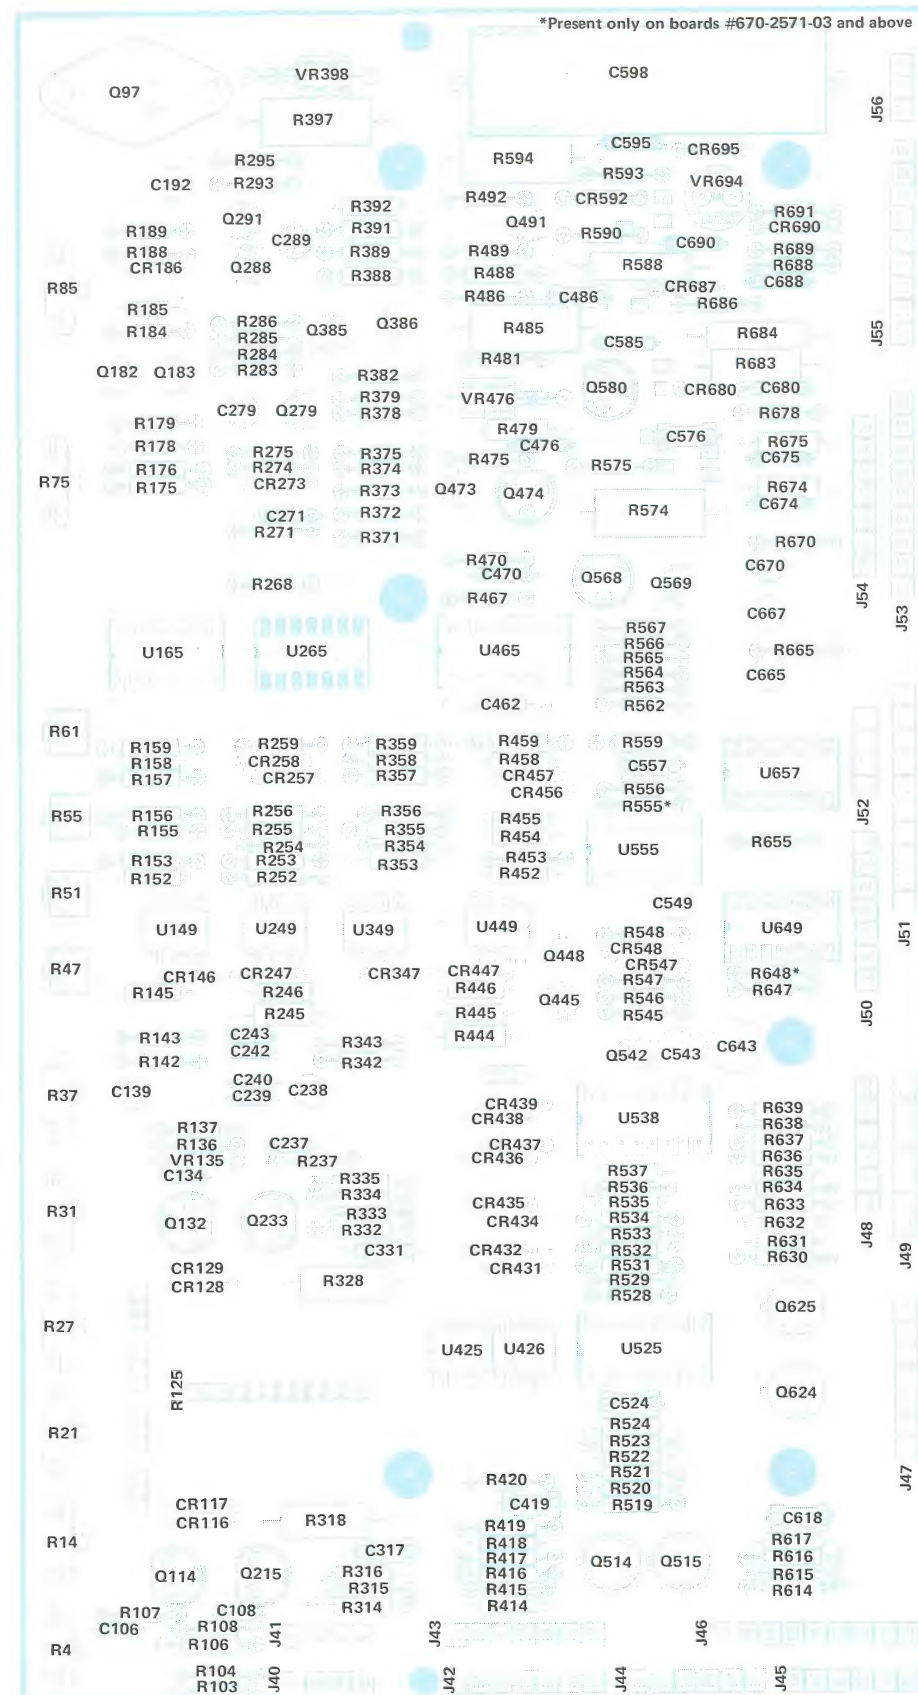 *Present only on boards #670-2571-03 and above
Q97
VR398
R397
C598
J56
R295
C192
R293
R594
C595
CR695
R593
VR694
R392
R492
CR592
R691
Q291
R391
Q491
CR690
R189
C289
R590
C690
R188
R389
R489
R689
CR186
Q288
R388
R488
R588
R688
C688
R85
R486
C486
CR687
R686
R185
R184
R286
R285
R284
R283
Q385
Q386
R485
R481
C585
R684
R683
J55
Q182
Q183
R382
R379
R378
VR476
Q580
CR680
C680
R678
C279
Q279
R179
R178
R176
R175
R75
R275
R274
CR273
C271
R271
R375
R374
R373
R372
R371
R479
C476
R475
Q473
Q474
C576
R575
R574
R675
C675
R674
C674
R670
C670
R268
R470
C470
R467
Q568
Q569
C667
J54
J53
U165
U265
U465
R567
R566
R565
R564
R563
R562
R665
C665
C462
R61
R159
R158
R157
R259
CR258
CR257
R359
R358
R357
R459
R458
CR457
CR456
R559
C557
R556
R555*
U657
R55
R156
R155
R153
R152
R256
R255
R254
R253
R252
R356
R355
R354
R353
R455
R454
R453
R452
U555
R655
J52
R51
U149
U249
U349
U449
C549
U649
J51
R47
CR146
R145
CR247
R246
R245
CR347
CR447
R446
R445
R444
Q448
Q445
R548
CR548
CR547
R547
R546
R545
R648*
R647
J50
R143
R142
C243
C242
R343
R342
Q542
C543
C643
R37
C139
C240
C239
C238
CR439
CR438
CR437
CR436
U538
R639
R638
R637
R636
R635
R634
R633
R632
R631
R630
R137
R136
VR135
C134
C237
R237
R335
R334
R333
R332
C331
R31
Q132
Q233
CR435
CR434
CR432
CR431
R537
R536
R535
R534
R533
R532
R531
R529
R528
J48
J49
CR129
CR128
R328
R27
Q625
U425
U426
U525
R125
Q624
R21
C524
R524
R523
R522
R521
R520
R519
J47
R420
C419
CR117
CR116
R318
R14
C317
R419
R418
R417
R416
R415
R414
Q514
Q515
C618
R617
R616
R615
R614
Q114
Q215
R316
R315
R314
R107
C106
C108
R108
R106
J41
J43
J46
R4
R104
R103
J40
J42
J44
J45